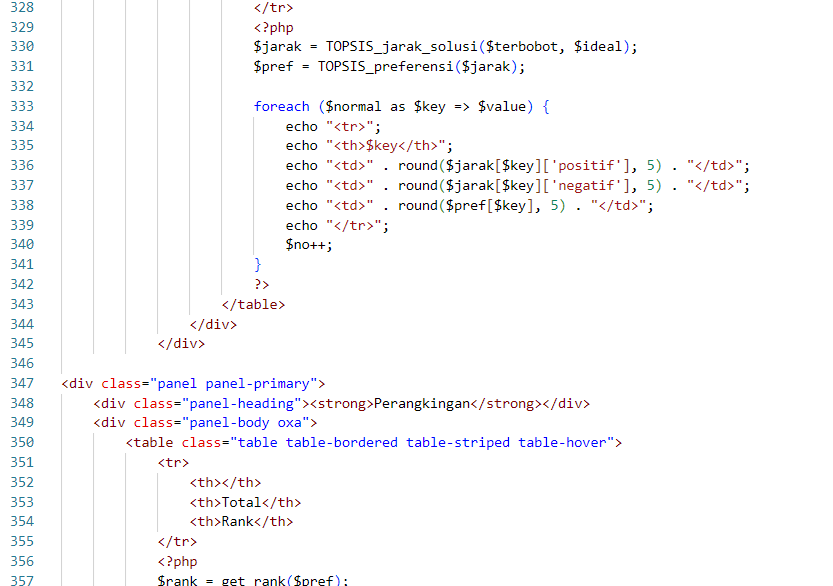 328 </tr>
329 <?php
330 $jarak = TOPSIS_jarak_solusi($terbobot, $ideal);
331 $pref = TOPSIS_preferensi($jarak);
332
333 foreach ($normal as $key => $value) {
334 echo "<tr>";
335 echo "<th>$key</th>";
336 echo "<td>" . round($jarak[$key]['positif'], 5) . "</td>";
337 echo "<td>" . round($jarak[$key]['negatif'], 5) . "</td>";
338 echo "<td>" . round($pref[$key], 5) . "</td>";
339 echo "</tr>";
340 $no++;
341 }
342 ?>
343 </table>
344 </div>
345 </div>
346
347 <div class="panel panel-primary">
348 <div class="panel-heading"><strong>Perangkingan</strong></div>
349 <div class="panel-body oxa">
350 <table class="table table-bordered table-striped table-hover">
351 <tr>
352 <th></th>
353 <th>Total</th>
354 <th>Rank</th>
355 </tr>
356 <?php
357 $rank = get_rank($pref);